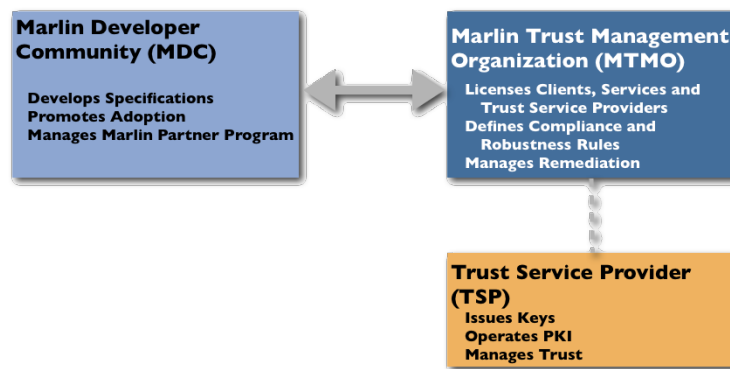 Marlin Developer
Community (MDC)
Develops Specifications
Promotes Adoption
Manages Marlin Partner Program
Marlin Trust Management
Organization (MTMO)
Licenses Clients, Services and
Trust Service Providers
Defines Compliance and
Robustness Rules
Manages Remediation
Trust Service Provider
(TSP)
Issues Keys
Operates PKI
Manages Trust